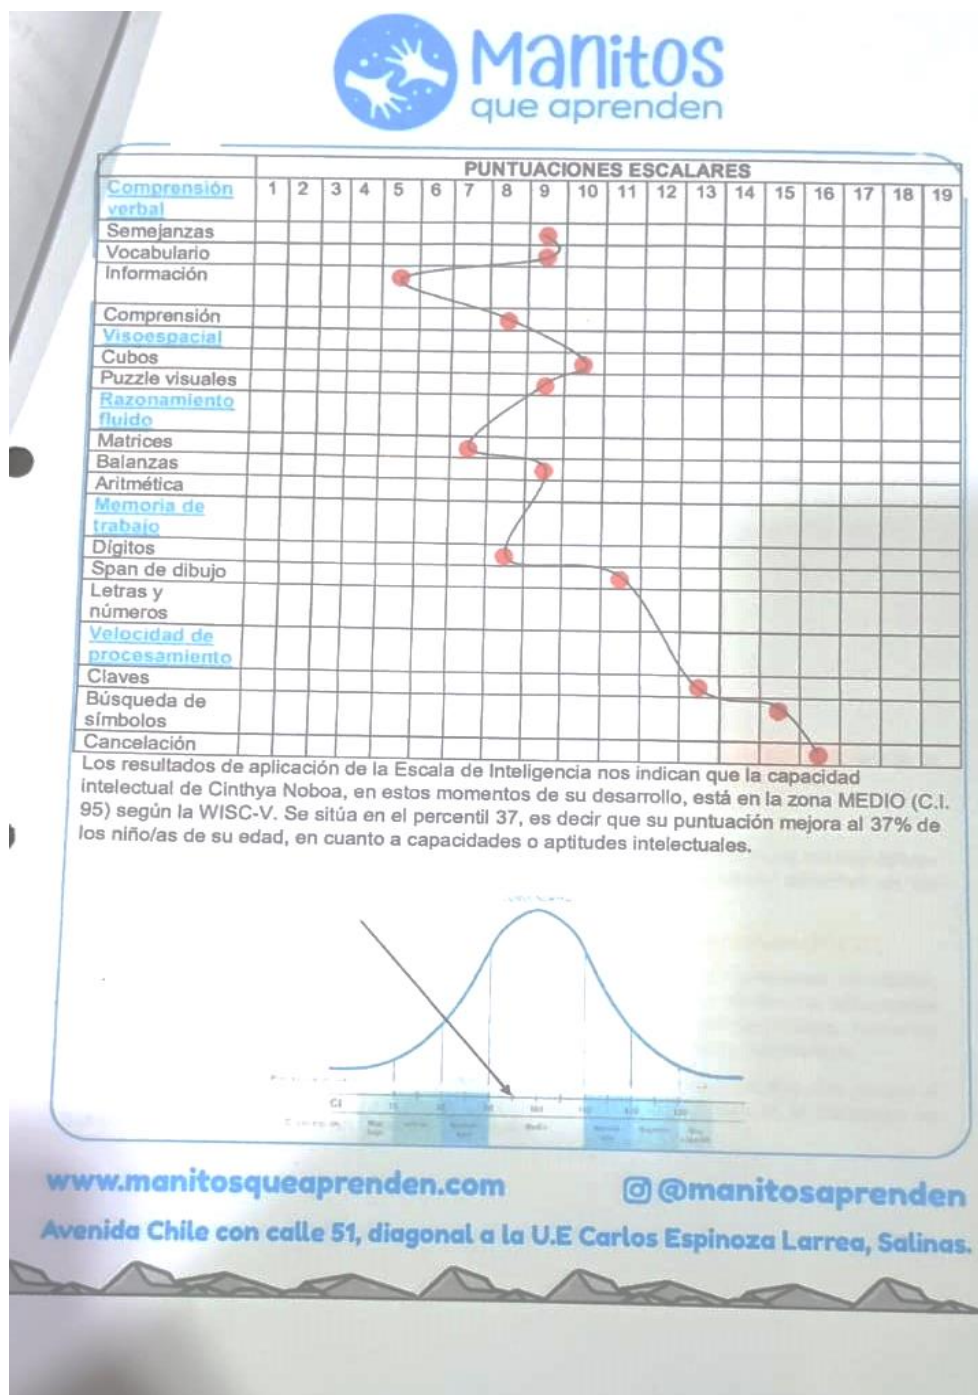 Manitos
que aprenden
PUNTUACIONES ESCALARES
Comprensión 1 2 3 4 5 6 7 8 9 10 11 12 13 14 15 16 17 18 19
verbal
Semejanzas
Vocabulario
Información
Comprensión
Visoespacial
Cubos
Puzzle visuales
Razonamiento
fluido
Matrices
Balanzas
Aritmética
Memoria de
trabajo
Dígitos
Span de dibujo
Letras y
números
Velocidad de
procesamiento
Claves
Búsqueda de
símbolos
Cancelación
Los resultados de aplicación de la Escala de Inteligencia nos indican que la capacidad
intelectual de Cinthya Noboa, en estos momentos de su desarrollo, está en la zona MEDIO (C.I.
95) según la WISC-V. Se sitúa en el percentil 37, es decir que su puntuación mejora al 37% de
los niño/as de su edad, en cuanto a capacidades o aptitudes intelectuales.
CI
Medio
www.manitosqueaprenden.com @manitosaprenden
Avenida Chile con calle 51, diagonal a la U.E Carlos Espinoza Larrea, Salinas.